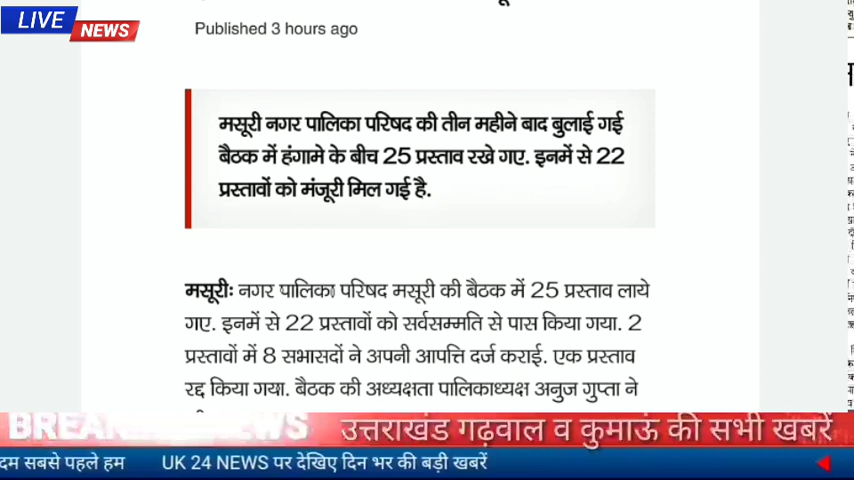 LIVE
NEWS
Published 3 hours ago
मसूरी नगर पालिका परिषद की तीन महीने बाद बुलाई गई
बैठक में हंगामे के बीच 25 प्रस्ताव रखे गए. इनमें से 22
प्रस्तावों को मंजूरी मिल गई है.
मसूरीः नगर पालिका परिषद मसूरी की बैठक में 25 प्रस्ताव लाये
गए. इनमें से 22 प्रस्तावों को सर्वसम्मति से पास किया गया. 2
प्रस्तावों में 8 सभासदों ने अपनी आपत्ति दर्ज कराई. एक प्रस्ताव
रद्द किया गया. बैठक की अध्यक्षता पालिकाध्यक्ष अनुज गुप्ता ने
BREAKING NEWS
उत्तराखंड गढ़वाल व कुमाऊं की सभी खबरें
दम सबसे पहले हम UK 24 NEWS पर देखिए दिन भर की बड़ी खबरें